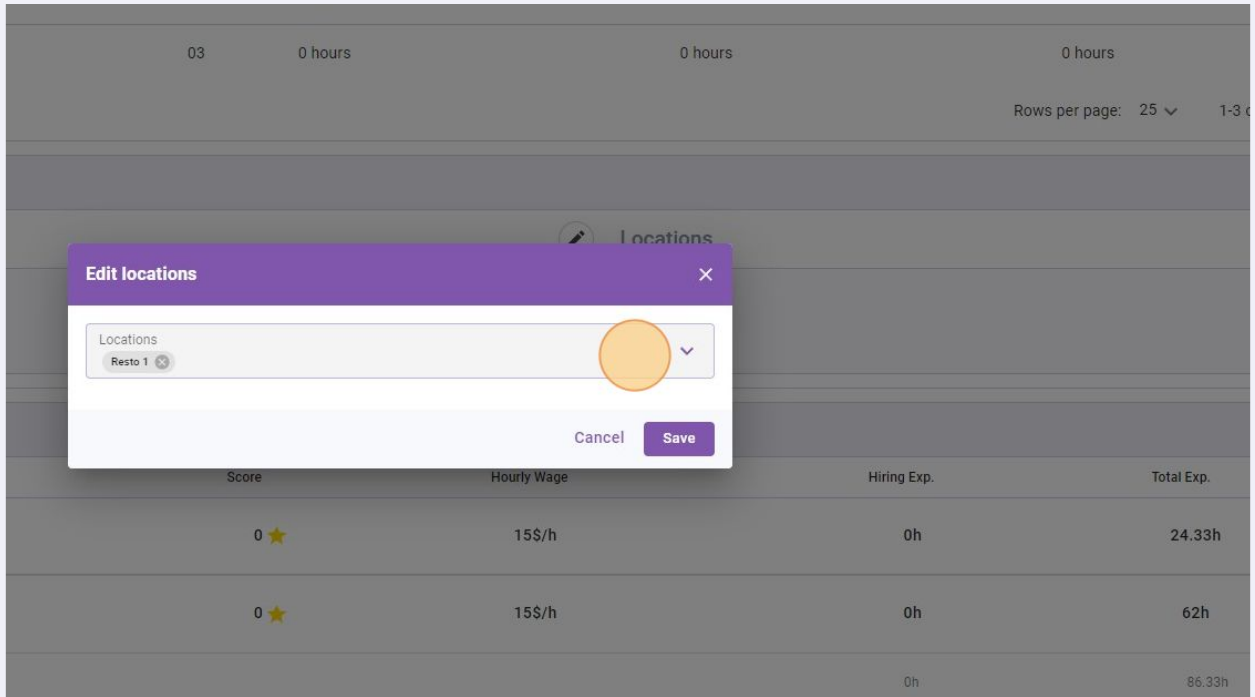 03 0 hours 0 hours 0 hours
Rows per page: 25 1-3
Locations
Edit locations
Locations
Resto 1
Cancel Save
Score Hourly Wage Hiring Exp. Total Exp.
0 15$/h 0h 24.33h
0 15$/h 0h 62h
0h 86.33h